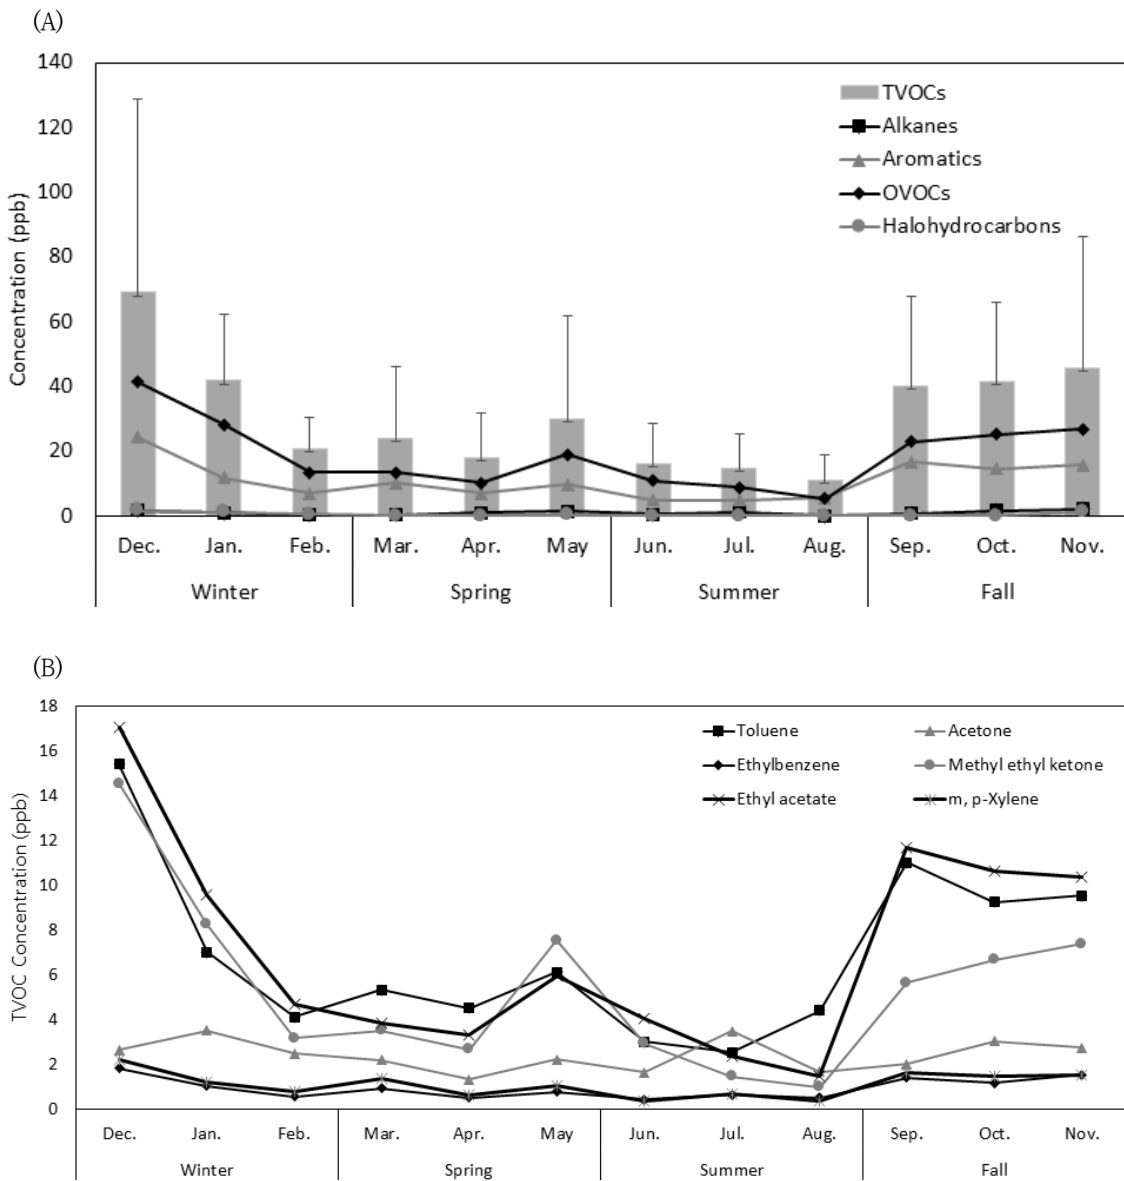 (A)
140
120
100
80
60
40
20
0
Concentration (ppb)
TVOCs
Alkanes
Aromatics
OVOCs
Halohydrocarbons
Dec. Jan. Feb. Mar. Apr. May Jun. Jul. Aug. Sep. Oct. Nov.
Winter Spring Summer Fall
(B)
18
16
14
12
10
8
6
4
2
0
TVOC Concentration (ppb)
Toluene Acetone
Ethylbenzene Methyl ethyl ketone
Ethyl acetate m, p-Xylene
Dec. Jan. Feb. Mar. Apr. May Jun. Jul. Aug. Sep. Oct. Nov.
Winter Spring Summer Fall